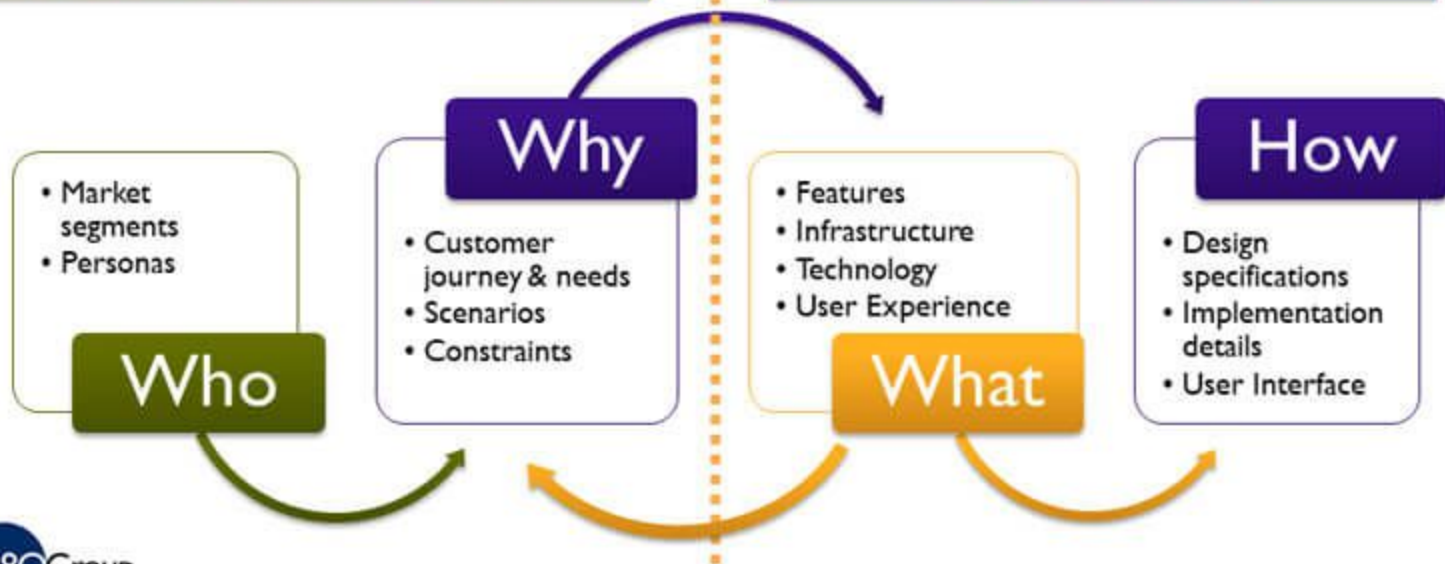 Why
How
• Market
segments
• Personas
• Customer
journey & needs
• Scenarios
• Constraints
• Features
• Infrastructure
• Technology
• User Experience
• Design
specifications
• Implementation
details
• User Interface
Who
What